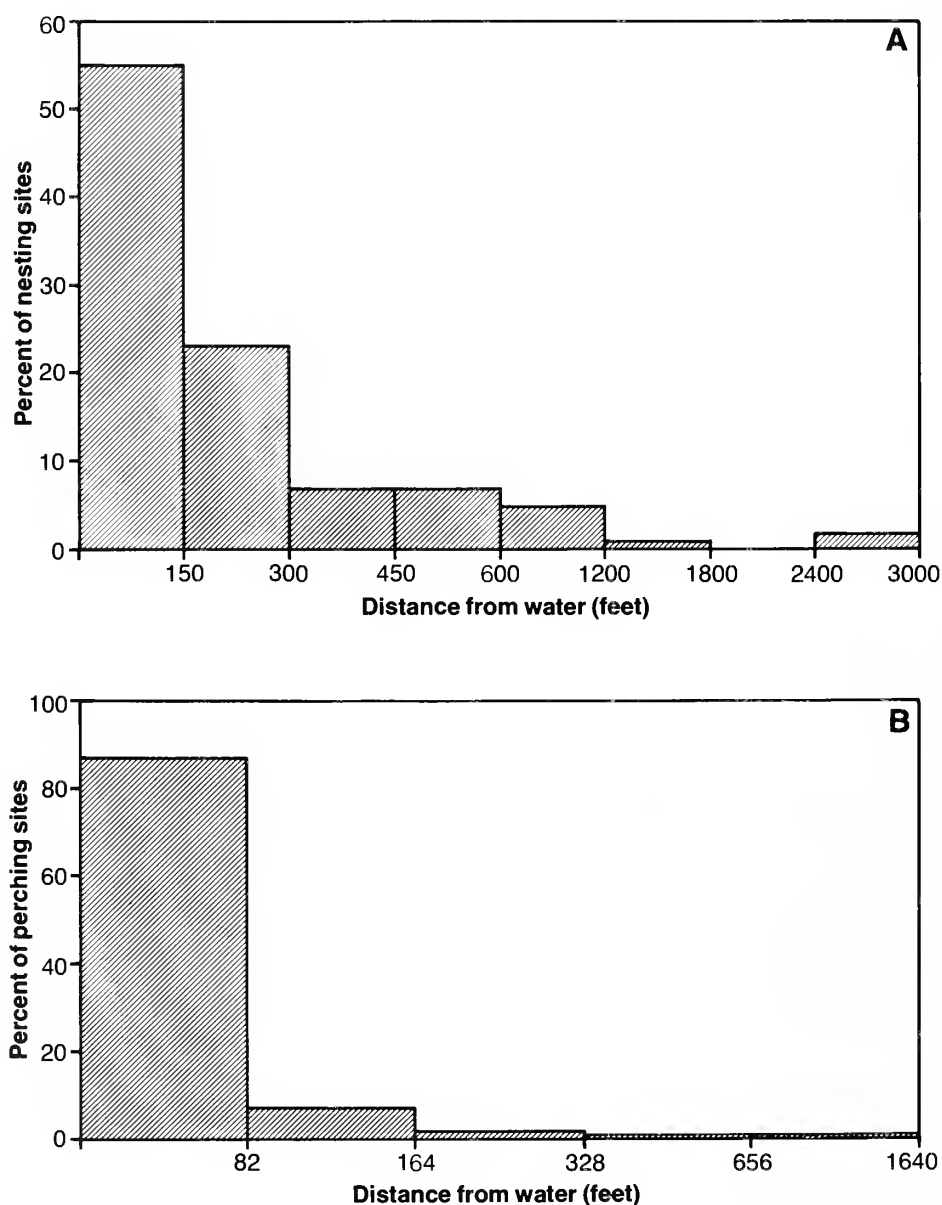 A
Percent of nesting sites
60
50
40
30
20
10
0
150 300 450 600 1200 1800 2400 3000
Distance from water (feet)
B
Percent of perching sites
100
80
60
40
20
0
82 164 328 656 1640
Distance from water (feet)